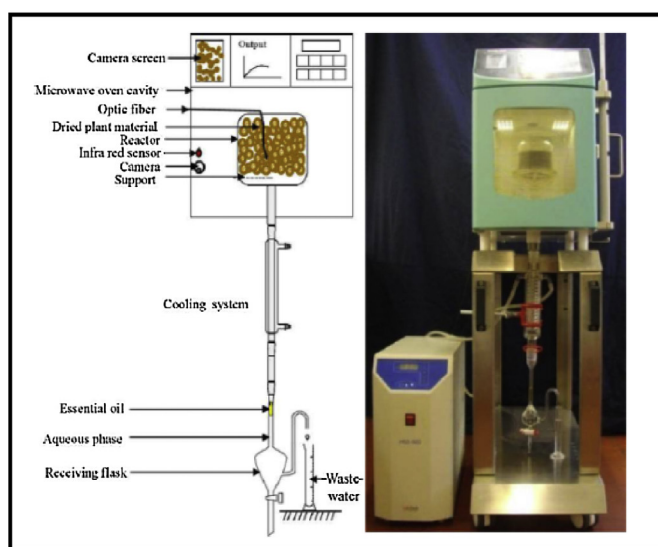 Output
Camera screen
Microwave oven cavity
Optic fiber
Dried plant material
Reactor
Infra red sensor
Camera
Support
Cooling system
Essential oil
Aqueous phase
Receiving flask
Waste-
water